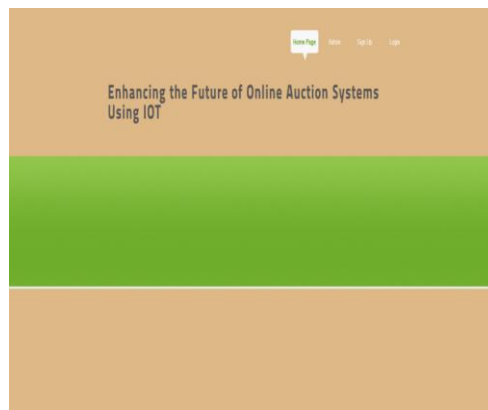 Home Page
Admin
Sign Up
Login
Enhancing the Future of Online Auction Systems
Using IOT